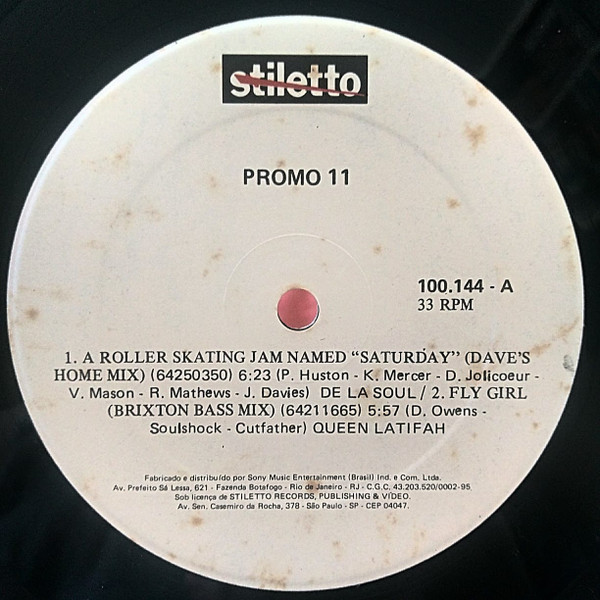 stiletto
PROMO 11
100.144 - A
33 RPM
1. A ROLLER SKATING JAM NAMED “SATURDAY” (DAVE'S
HOME MIX) (64250350) 6:23 (P. Huston - K. Mercer - D. Jolicoeur -
V. Mason - R. Mathews - J. Davies) DE LA SOUL / 2. FLY GIRL
(BRIXTON BASS MIX) (64211665) 5:57 (D. Owens -
Soulshock - Cutfather) QUEEN LATIFAH
Fabricado e distribuído por Sony Music Entertainment (Brasil) Ind. e Com. Ltda.
Av. Prefeito Sá Lessa, 621 - Fazenda Botafogo - Rio de Janeiro - RJ - C.G.C. 43.203.520/0002-95
Sob licença de STILETTO RECORDS, PUBLISHING & VÍDEO.
Av. Sen. Casemiro da Rocha, 378 - São Paulo - SP - CEP 04047.